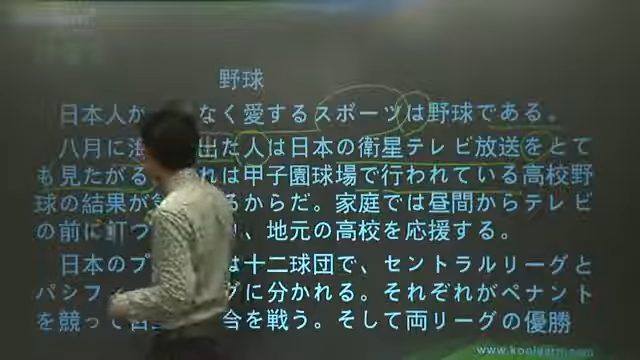 野球
日本人が なく愛するスポーツは野球である。
八月に 出た人は日本の衛星テレビ放送をとて
も見たがる れは甲子園球場で行われている高校野
球の結果が るからだ。家庭では昼間からテレビ
の前に釘 、地元の高校を応援する。
日本のプ は十二球団で、セントラルリーグと
パシフィ グに分かれる。それぞれがペナント
を競って 合を戦う。そして両リーグの優勝
www.koolearn.com